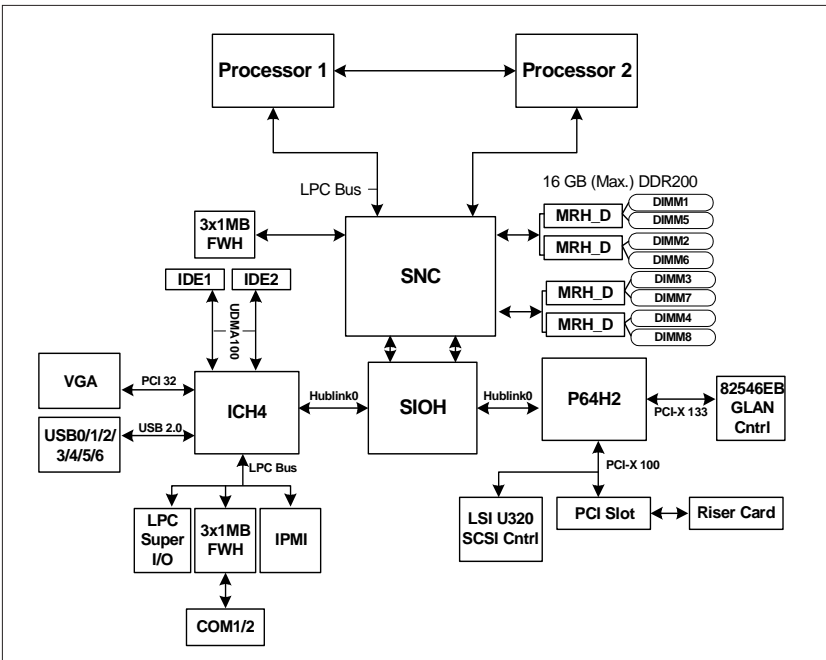 Processor 1
Processor 2
LPC Bus
16 GB (Max.) DDR200
3x1MB
FWH
SNC
MRH_D
DIMM1
DIMM5
MRH_D
DIMM2
DIMM6
MRH_D
DIMM3
DIMM7
MRH_D
DIMM4
DIMM8
IDE1
IDE2
UDMA100
VGA
PCI 32
ICH4
Hublink0
SIOH
Hublink0
P64H2
PCI-X 133
82546EB
GLAN
Cntrl
USB0/1/2/
3/4/5/6
USB 2.0
LPC Bus
PCI-X 100
LPC
Super
I/O
3x1MB
FWH
IPMI
LSI U320
SCSI Cntrl
PCI Slot
Riser Card
COM1/2